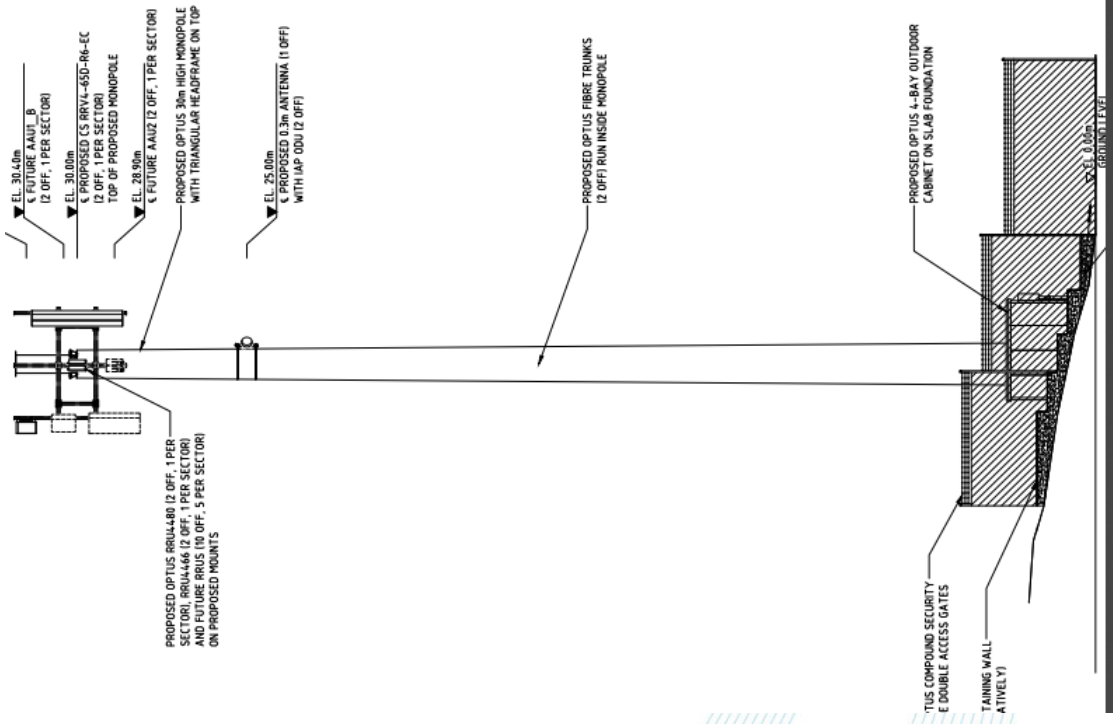 EL. 30.40m
℄ FUTURE AAU1_B
(2 OFF, 1 PER SECTOR)
EL. 30.00m
℄ PROPOSED CS RRV4-65D-R6-EC
(2 OFF, 1 PER SECTOR)
TOP OF PROPOSED MONOPOLE
EL. 28.90m
℄ FUTURE AAU2 (2 OFF, 1 PER SECTOR)
PROPOSED OPTUS 30m HIGH MONOPOLE
WITH TRIANGULAR HEADFRAME ON TOP
EL. 25.00m
℄ PROPOSED 0.3m ANTENNA (1 OFF)
WITH IAP ODU (2 OFF)
PROPOSED OPTUS FIBRE TRUNKS
(2 OFF) RUN INSIDE MONOPOLE
PROPOSED OPTUS 4-BAY OUTDOOR
CABINET ON SLAB FOUNDATION
EL 0.00m
GROUND LEVEL
PROPOSED OPTUS RRU4480 (2 OFF, 1 PER
SECTOR), RRU4466 (2 OFF, 1 PER SECTOR)
AND FUTURE RRUS (10 OFF, 5 PER SECTOR)
ON PROPOSED MOUNTS
TUS COMPOUND SECURITY
E DOUBLE ACCESS GATES
TAINING WALL
ATIVELY)